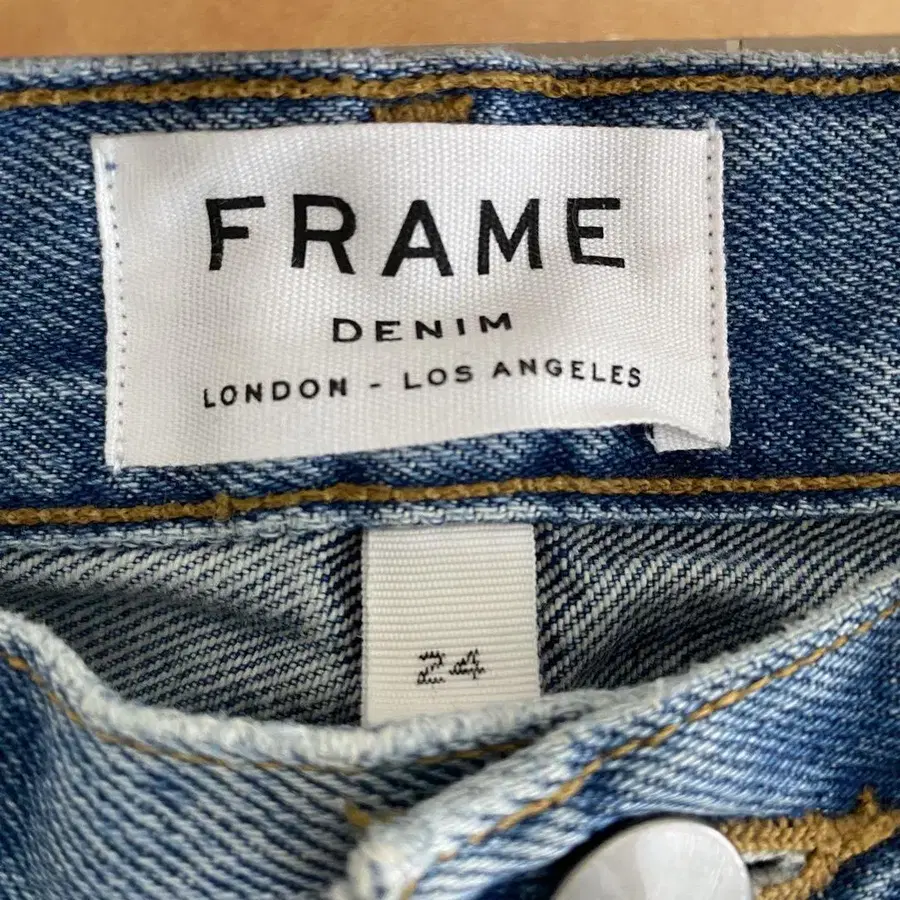 FRAME
DENIM
LONDON - LOS ANGELES
24